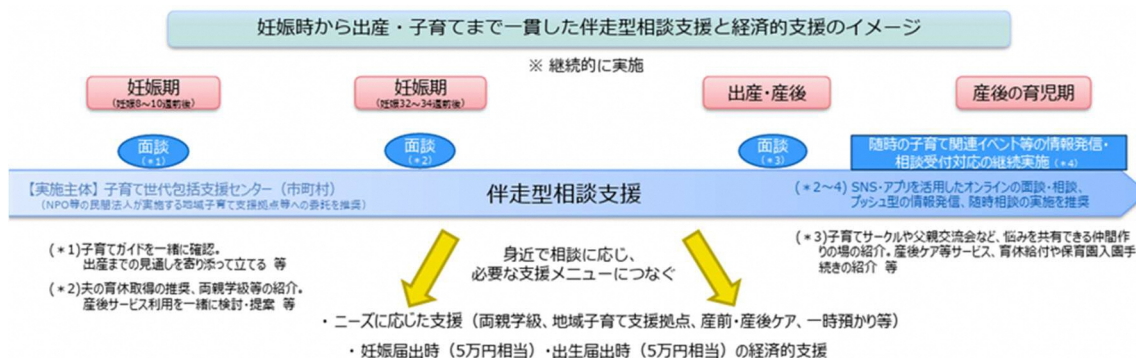 妊娠時から出産・子育てまで一貫した伴走型相談支援と経済的支援のイメージ
※ 継続的に実施
妊娠期
（妊娠8～10週前後）
妊娠期
（妊娠32～34週前後）
出産・産後
産後の育児期
面談
（*1）
面談
（*2）
面談
（*3）
随時の子育て関連イベント等の情報発信・
相談受付対応の継続実施（*4）
【実施主体】子育て世代包括支援センター（市町村）
（NPO等の民間法人が実施する地域子育て支援拠点等への委託を推奨）
伴走型相談支援
（*2～4）SNS・アプリを活用したオンラインの面談・相談、
プッシュ型の情報発信、随時相談の実施を推奨
（*1)子育てガイドを一緒に確認。
出産までの見通しを寄り添って立てる 等
（*2)夫の育休取得の推奨、両親学級等の紹介。
産後サービス利用を一緒に検討・提案 等
身近で相談に応じ、
必要な支援メニューにつなぐ
（*3)子育てサークルや父親交流会など、悩みを共有できる仲間作
りの場の紹介。産後ケア等サービス、育休給付や保育園入園手
続きの紹介 等
・ニーズに応じた支援（両親学級、地域子育て支援拠点、産前・産後ケア、一時預かり等）
・妊娠届出時（5万円相当）・出生届出時（5万円相当）の経済的支援